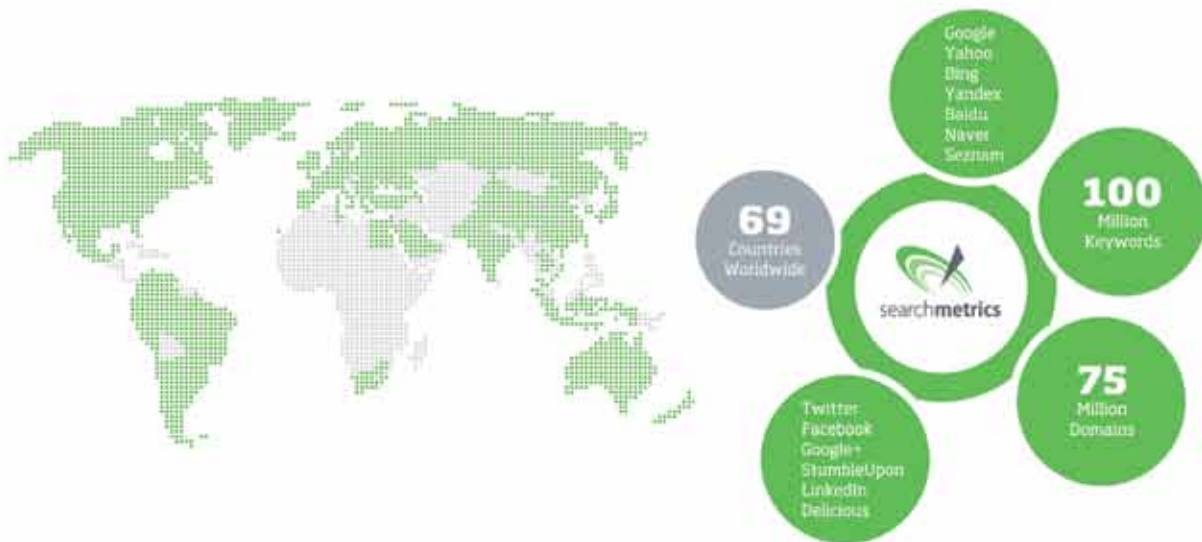 Google
Yahoo
Bing
Yandex
Baidu
Naver
Seznam
100
Million
Keywords
69
Countries
Worldwide
searchmetrics
75
Million
Domains
Twitter
Facebook
Google+
StumbleUpon
LinkedIn
Delicious